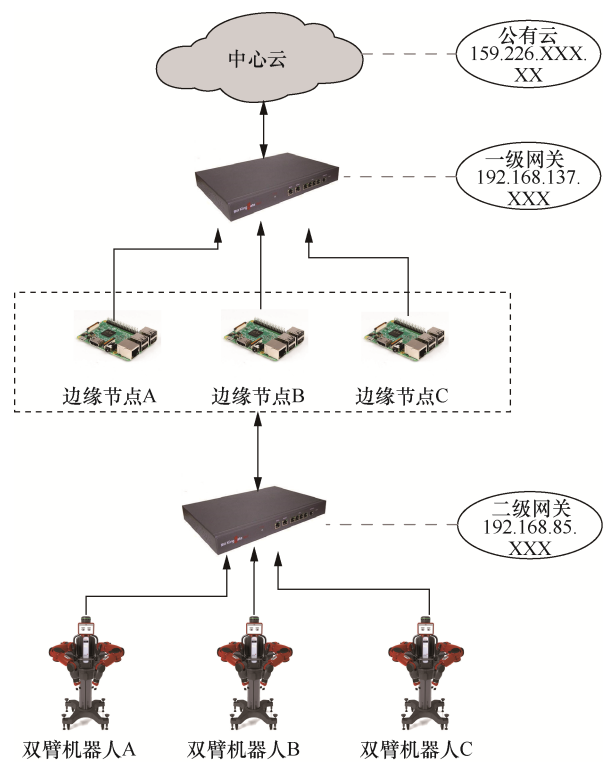 中心云
公有云
159.226.XXX.
XX
一级网关
192.168.137.
XXX
边缘节点A
边缘节点B
边缘节点C
二级网关
192.168.85.
XXX
双臂机器人A
双臂机器人B
双臂机器人C